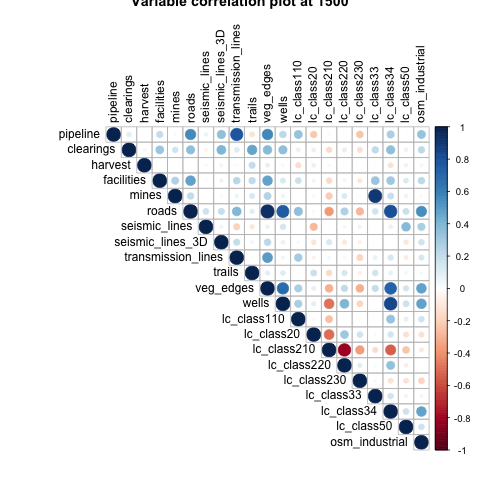 Variable correlation plot at 1500
pipeline
clearings
harvest
facilities
mines
roads
seismic_lines
seismic_lines_3D
transmission_lines
trails
veg_edges
wells
lc_class110
lc_class20
lc_class210
lc_class220
lc_class230
lc_class33
lc_class34
lc_class50
osm_industrial
pipeline
clearings
harvest
facilities
mines
roads
seismic_lines
seismic_lines_3D
transmission_lines
trails
veg_edges
wells
lc_class110
lc_class20
lc_class210
lc_class220
lc_class230
lc_class33
lc_class34
lc_class50
osm_industrial
1
0.8
0.6
0.4
0.2
0
-0.2
-0.4
-0.6
-0.8
-1